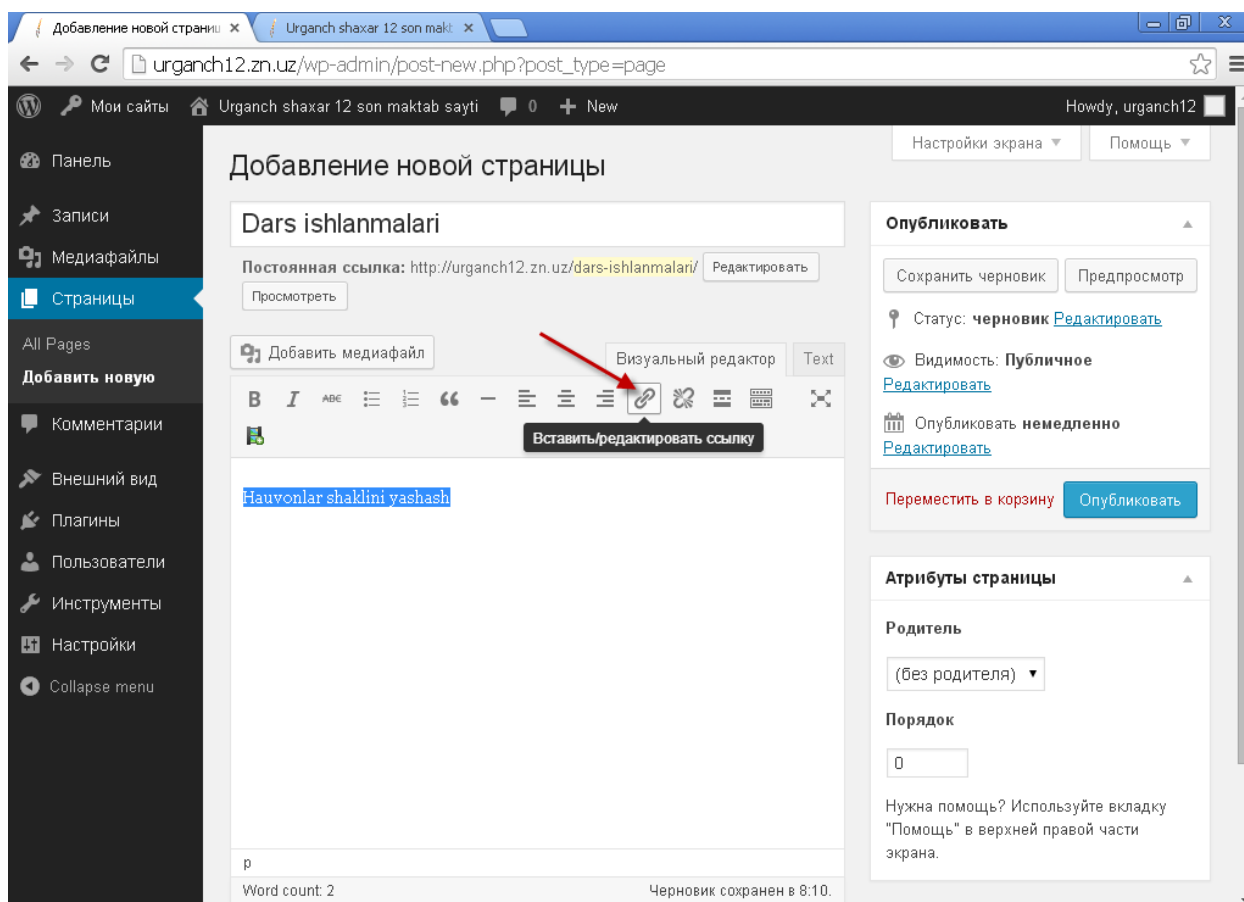 Добавление новой страниц
Urganch shaxar 12 son makt
urganch12.zn.uz/wp-admin/post-new.php?post_type=page
Мои сайты Urganch shaxar 12 son maktab sayti 0 New Howdy, urganch12
Настройки экрана Помощь
Панель
Записи
Медиафайлы
Страницы
All Pages
Добавить новую
Комментарии
Внешний вид
Плагины
Пользователи
Инструменты
Настройки
Collapse menu
Добавление новой страницы
Dars ishlanmalari
Постоянная ссылка: http://urganch12.zn.uz/dars-ishlanmalari/ Редактировать
Просмотреть
Добавить медиафайл
Визуальный редактор Text
B I ABC
Вставить/редактировать ссылку
Hauvonlar shaklini yashash
p
Word count: 2 Черновик сохранен в 8:10.
Опубликовать
Сохранить черновик Предпросмотр
Статус: черновик Редактировать
Видимость: Публичное
Редактировать
Опубликовать немедленно
Редактировать
Переместить в корзину Опубликовать
Атрибуты страницы
Родитель
(без родителя)
Порядок
0
Нужна помощь? Используйте вкладку
"Помощь" в верхней правой части
экрана.